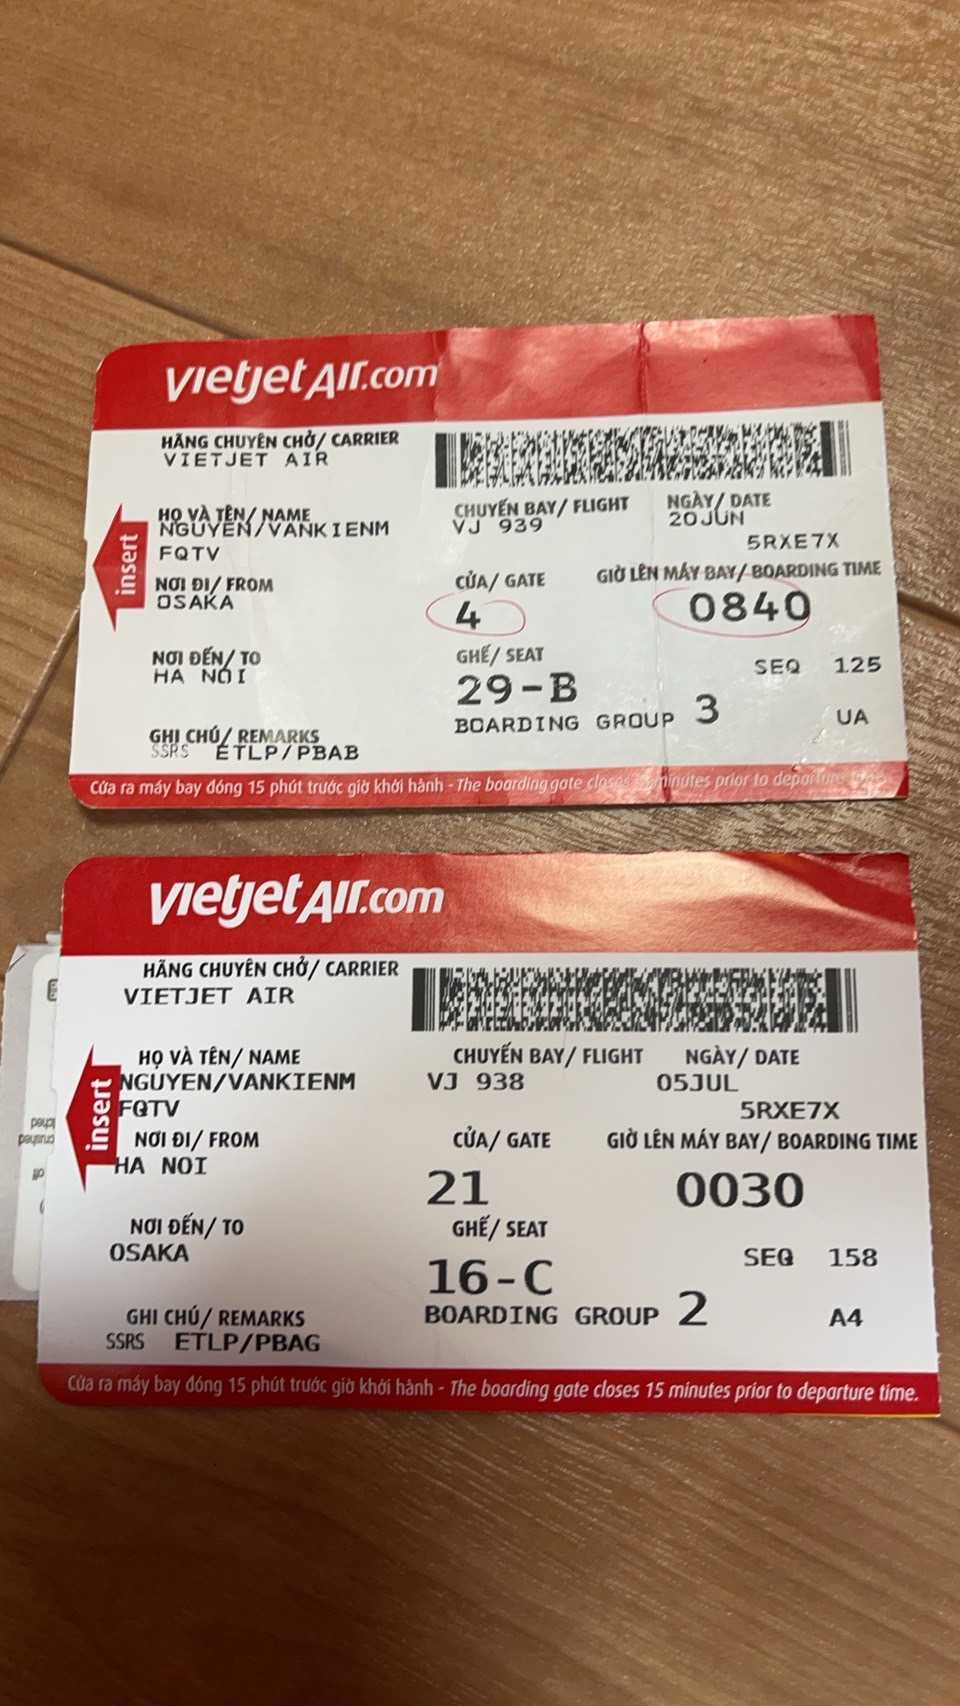 vietjetAir.com
HÃNG CHUYÊN CHỞ/ CARRIER
VIETJET AIR
HỌ VÀ TÊN/ NAME
NGUYEN/VANKIENM
FQTV
CHUYẾN BAY/ FLIGHT
VJ 939
NGÀY/ DATE
20JUN
5RXE7X
insert
NƠI ĐI/ FROM
OSAKA
CỬA/ GATE
4
GIỜ LÊN MÁY BAY/ BOARDING TIME
0840
NƠI ĐẾN/ TO
HA NOI
GHẾ/ SEAT
29-B
SEQ 125
BOARDING GROUP 3
UA
GHI CHÚ/ REMARKS
SSRS ETLP/PBAB
Cửa ra máy bay đóng 15 phút trước giờ khởi hành - The boarding gate closes minutes prior to departure
vietjetAir.com
HÃNG CHUYÊN CHỞ/ CARRIER
VIETJET AIR
HỌ VÀ TÊN/ NAME
NGUYEN/VANKIENM
FQTV
CHUYẾN BAY/ FLIGHT
VJ 938
NGÀY/ DATE
05JUL
5RXE7X
insert
NƠI ĐI/ FROM
HA NOI
CỬA/ GATE
21
GIỜ LÊN MÁY BAY/ BOARDING TIME
0030
NƠI ĐẾN/ TO
OSAKA
GHẾ/ SEAT
16-C
SEQ 158
BOARDING GROUP 2
A4
GHI CHÚ/ REMARKS
SSRS ETLP/PBAG
Cửa ra máy bay đóng 15 phút trước giờ khởi hành - The boarding gate closes 15 minutes prior to departure time.